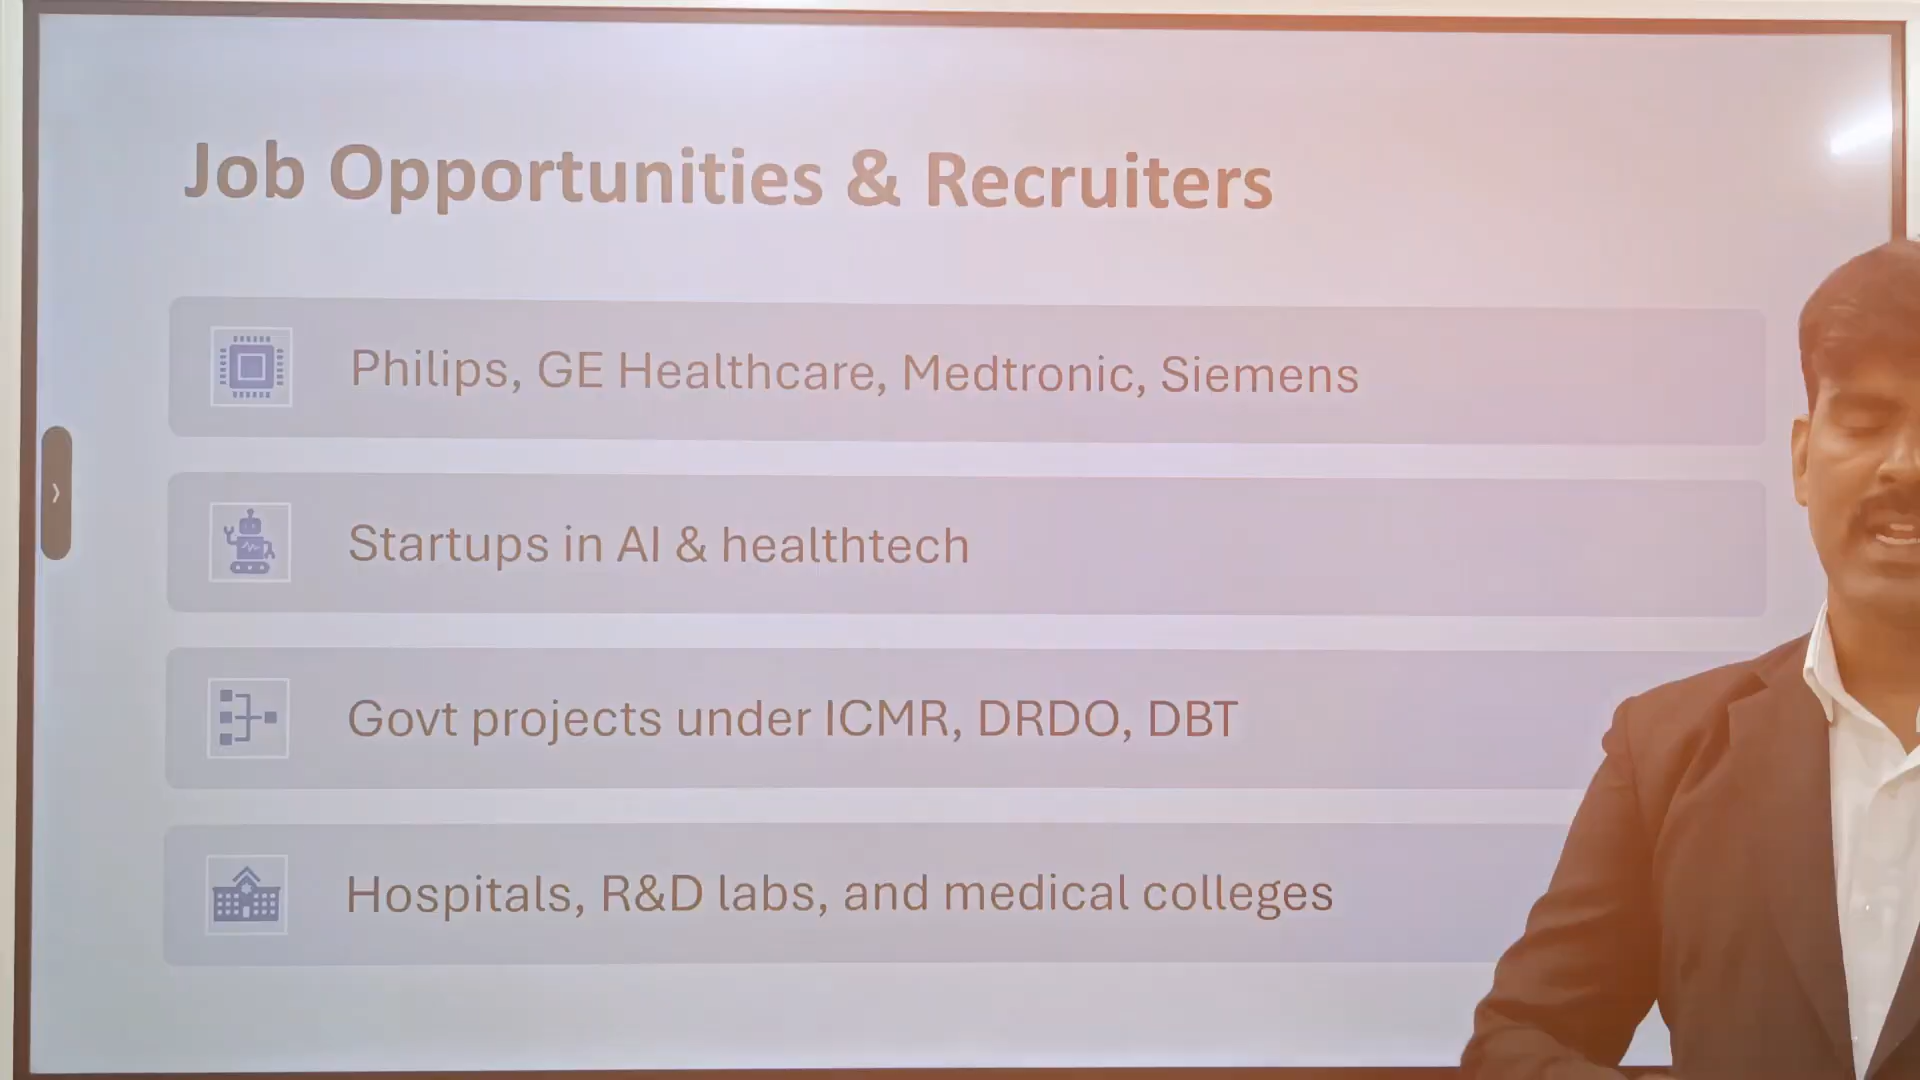 Job Opportunities & Recruiters
Philips, GE Healthcare, Medtronic, Siemens
Startups in AI & healthtech
Govt projects under ICMR, DRDO, DBT
Hospitals, R&D labs, and medical colleges